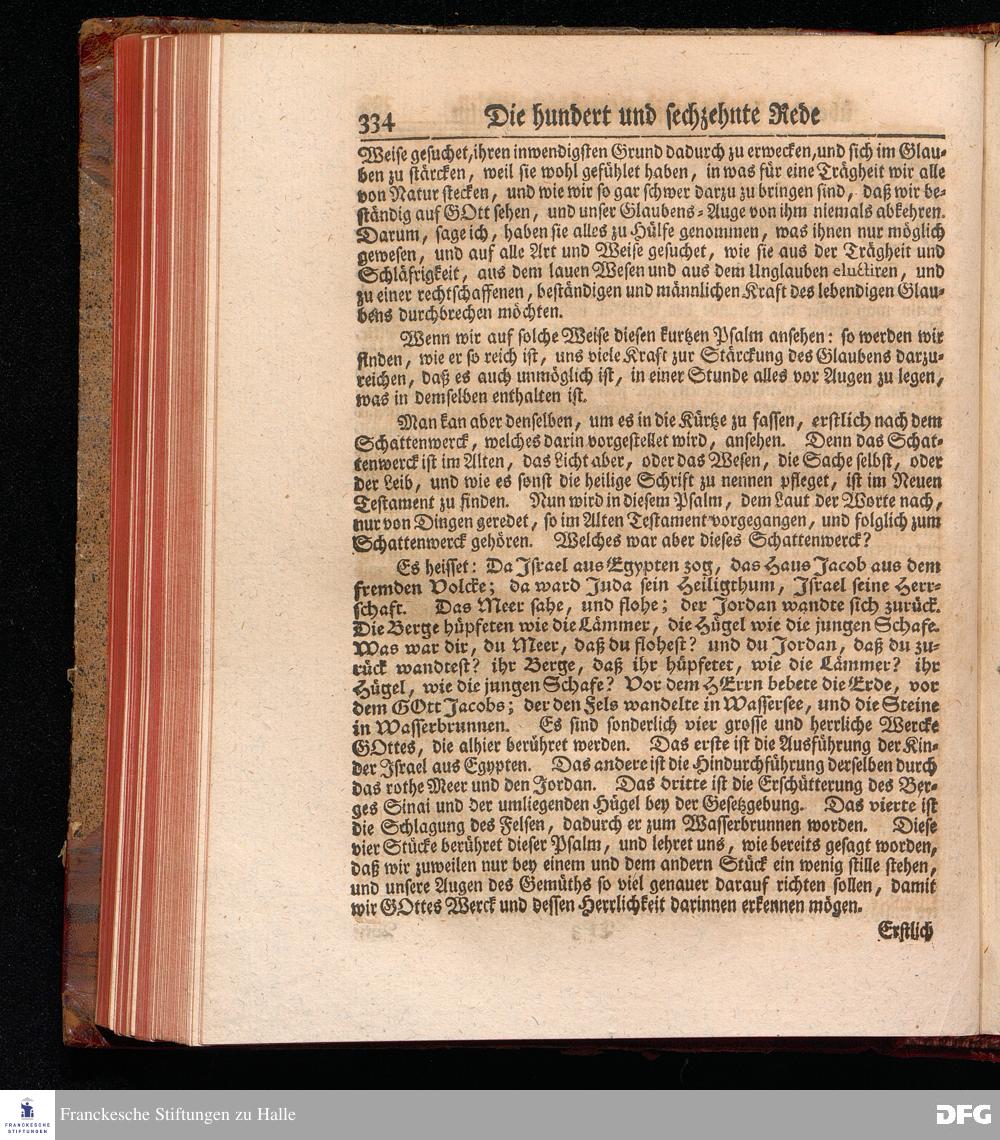 334 Die hundert und sechzehnte Rede
Weise gesuchet, ihren inwendigsten Grund dadurch zu erwecken, und sich im Glau-
ben zu stärcken, weil sie wohl gefühlet haben, in was für eine Trägheit wir alle
von Natur stecken, und wie wir so gar schwer darzu zu bringen sind, daß wir be-
ständig auf GOtt sehen, und unser Glaubens-Auge von ihm niemals abkehren.
Darum, sage ich, haben sie alles zu Hülfe genommen, was ihnen nur möglich
gewesen, und auf alle Art und Weise gesuchet, wie sie aus der Trägheit und
Schläfrigkeit, aus dem lauen Wesen und aus dem Unglauben eluctiren, und
zu einer rechtschaffenen, beständigen und männlichen Kraft des lebendigen Glau-
bens durchbrechen möchten.
Wenn wir auf solche Weise diesen kurtzen Psalm ansehen: so werden wir
finden, wie er so reich ist, uns viele Kraft zur Stärckung des Glaubens darzu-
reichen, daß es auch unmöglich ist, in einer Stunde alles vor Augen zu legen,
was in demselben enthalten ist.
Man kan aber denselben, um es in die Kürtze zu fassen, erstlich nach dem
Schattenwerck, welches darin vorgestellet wird, ansehen. Denn das Schat-
tenwerck ist im Alten, das Licht aber, oder das Wesen, die Sache selbst, oder
der Leib, und wie es sonst die heilige Schrift zu nennen pfleget, ist im Neuen
Testament zu finden. Nun wird in diesem Psalm, dem Laut der Worte nach,
nur von Dingen geredet, so im Alten Testament vorgegangen, und folglich zum
Schattenwerck gehören. Welches war aber dieses Schattenwerck?
Es heisset: Da Israel aus Egypten zog, das Haus Jacob aus dem
fremden Volcke; da ward Juda sein Heiligthum, Israel seine Herr-
schaft. Das Meer sahe, und flohe; der Jordan wandte sich zurück.
Die Berge hüpfeten wie die Lämmer, die Hügel wie die jungen Schafe.
Was war dir, du Meer, daß du flohest? und du Jordan, daß du zu-
rück wandtest? ihr Berge, daß ihr hüpfetet, wie die Lämmer? ihr
Hügel, wie die jungen Schafe? Vor dem HErrn bebete die Erde, vor
dem GOtt Jacobs; der den Fels wandelte in Wassersee, und die Steine
in Wasserbrunnen. Es sind sonderlich vier grosse und herrliche Wercke
GOttes, die alhier berühret werden. Das erste ist die Ausführung der Kin-
der Israel aus Egypten. Das andere ist die Hindurchführung derselben durch
das rothe Meer und den Jordan. Das dritte ist die Erschütterung des Ber-
ges Sinai und der umliegenden Hügel bey der Gesetzgebung. Das vierte ist
die Schlagung des Felsen, dadurch er zum Wasserbrunnen worden. Diese
vier Stücke berühret dieser Psalm, und lehret uns, wie bereits gesagt worden,
daß wir zuweilen nur bey einem und dem andern Stück ein wenig stille stehen,
und unsere Augen des Gemüths so viel genauer darauf richten sollen, damit
wir GOttes Werck und dessen Herrlichkeit darinnen erkennen mögen.
Erstlich
FRANCKESCHE
STIFTUNGEN
Franckesche Stiftungen zu Halle
DFG